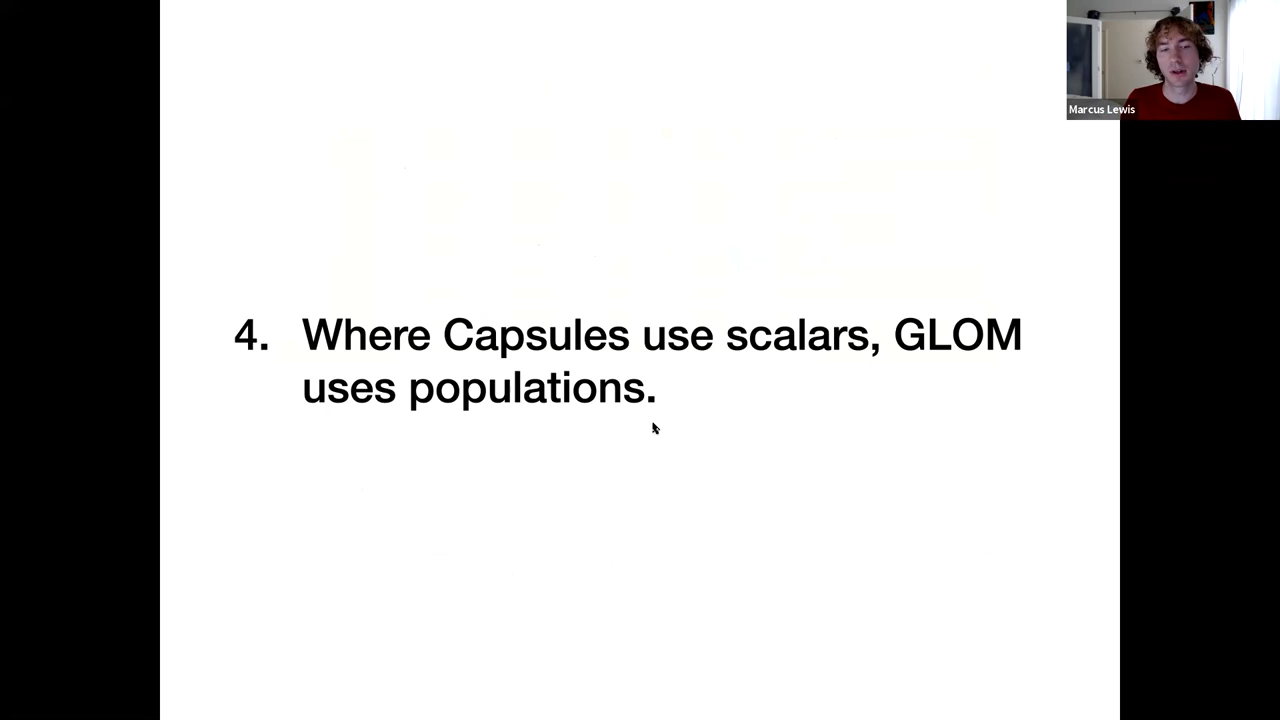 Marcus Lewis
4. Where Capsules use scalars, GLOM
uses populations.